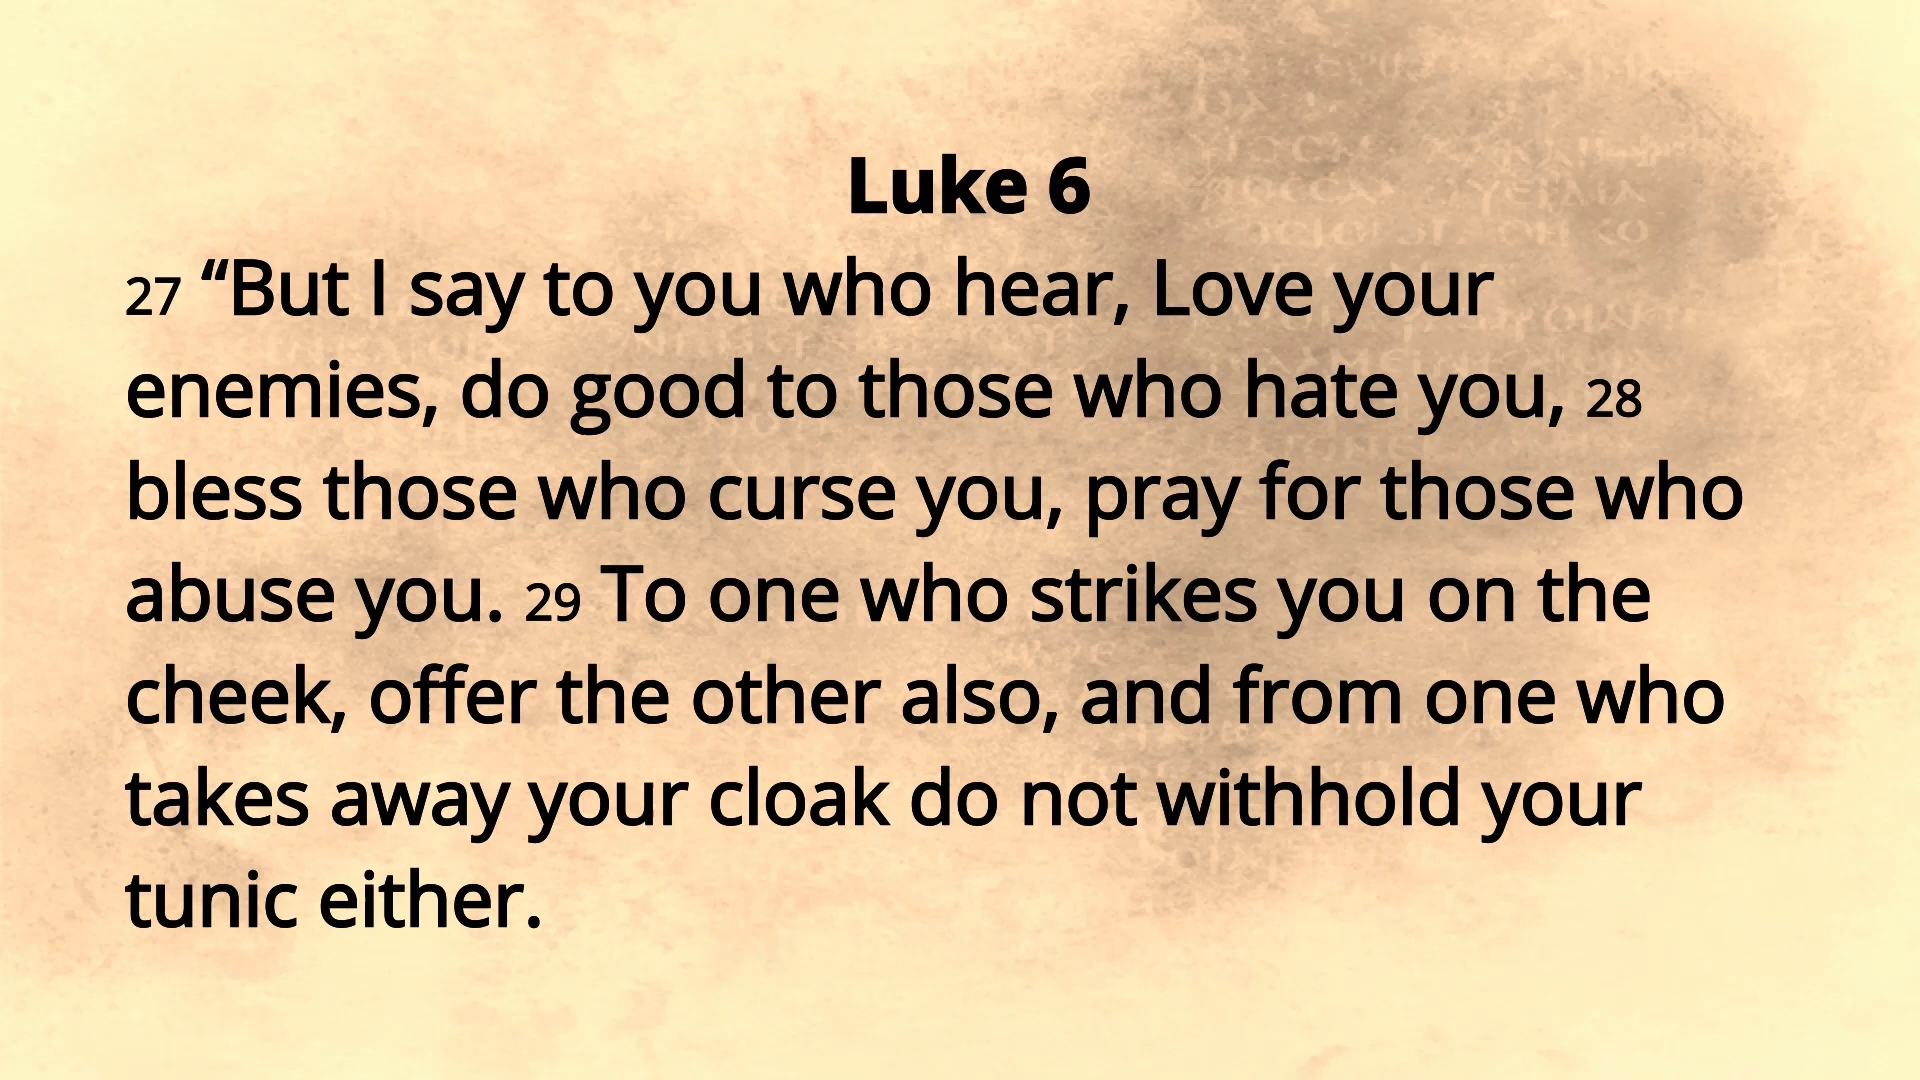 Luke 6
27 “But I say to you who hear, Love your
enemies, do good to those who hate you, 28
bless those who curse you, pray for those who
abuse you. 29 To one who strikes you on the
cheek, offer the other also, and from one who
takes away your cloak do not withhold your
tunic either.